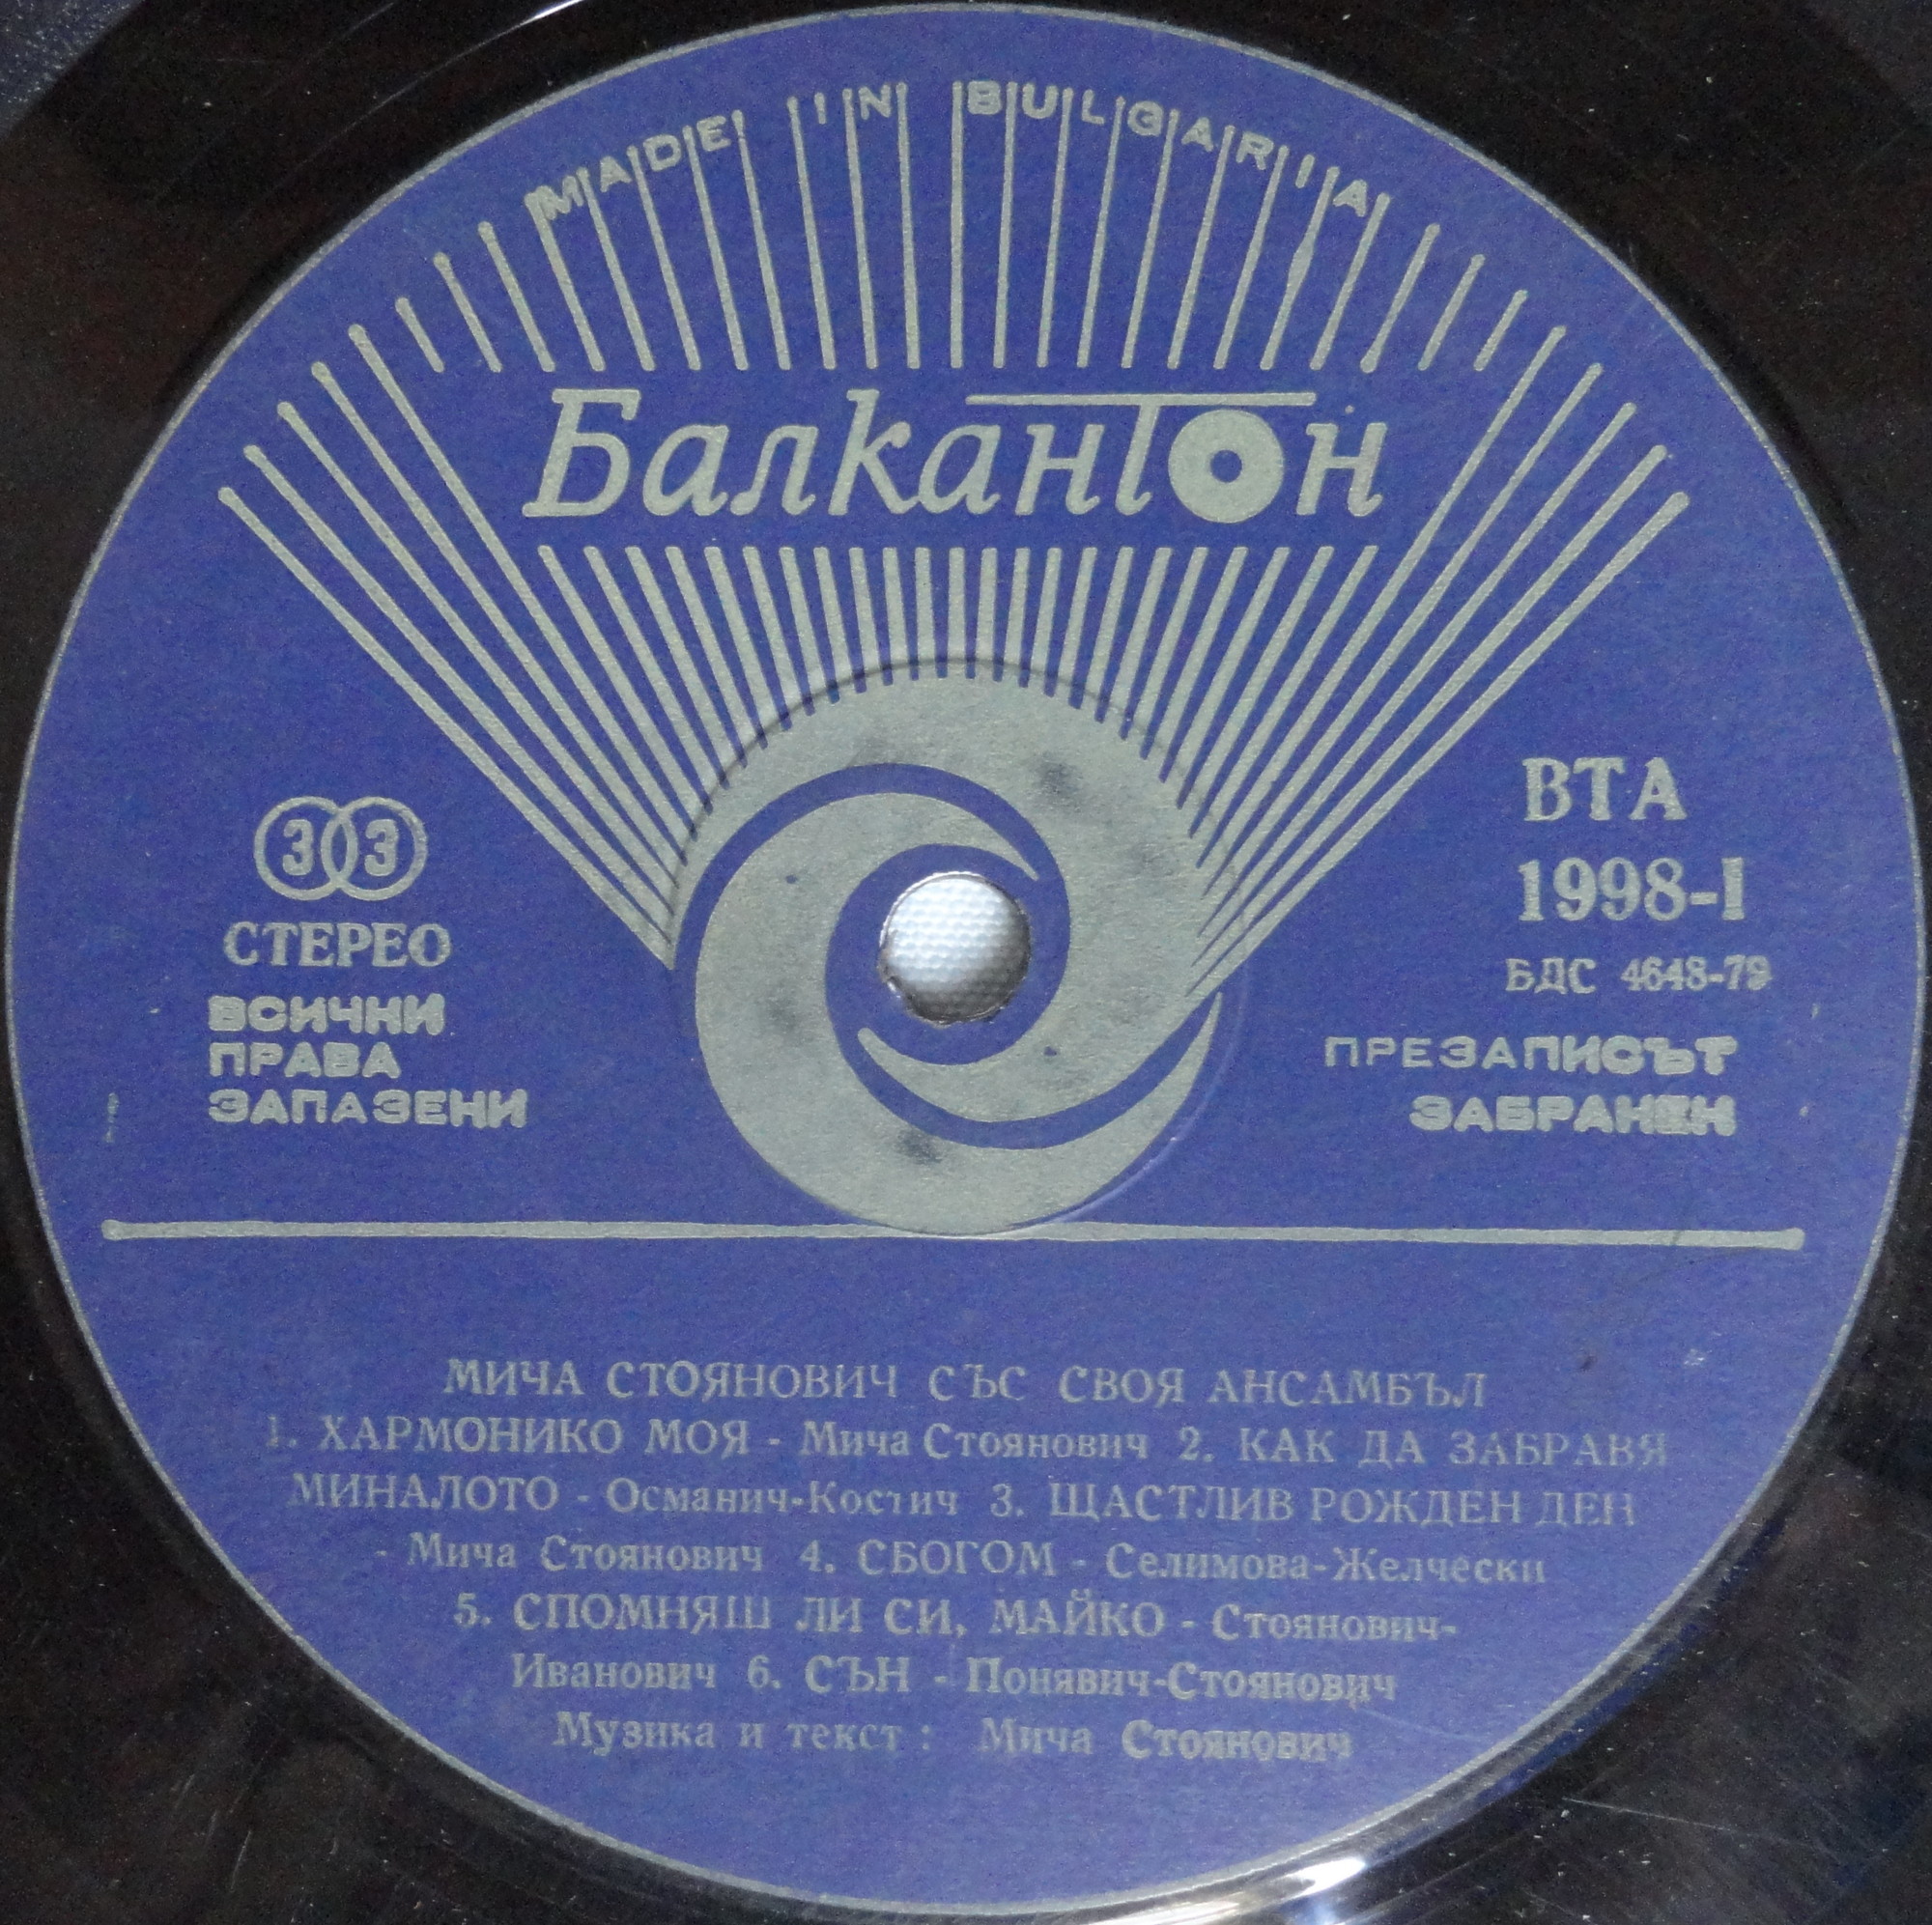 MADE IN BULGARIA
Балкантон
33
СТЕРЕО
ВСИЧНИ
ПРАВА
ЗАПАЗЕНИ
ВТА
1998-I
БДС 4648-79
ПРЕЗАПИСЪТ
ЗАБРАНЕН
МИЧА СТОЯНОВИЧ СЪС СВОЯ АНСАМБЪЛ
1. ХАРМОНИКО МОЯ - Мича Стоянович 2. КАК ДА ЗАБРАВЯ
МИНАЛОТО - Османич-Костич 3. ЩАСТЛИВ РОЖДЕН ДЕН
- Мича Стоянович 4. СБОГОМ - Селимова-Желчески
5. СПОМНЯШ ЛИ СИ, МАЙКО - Стоянович-
Иванович 6. СЪН - Понявич-Стоянович
Музика и текст : Мича Стоянович